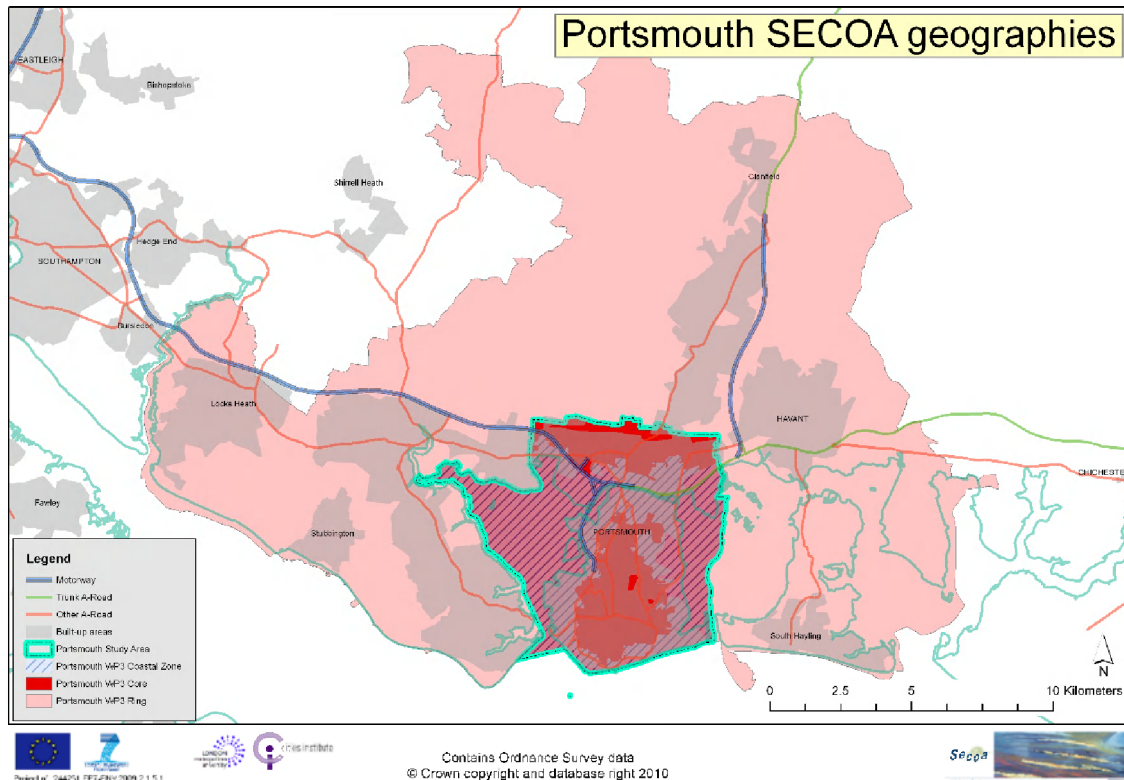 Portsmouth SECOA geographies
EASTLEIGH
Bishopstoke
Shirrell Heath
Clanfield
Hedge End
SOUTHAMPTON
Bursledon
Locks Heath
HAVANT
CHICHESTER
Fawley
Stubbington
PORTSMOUTH
South Hayling
Legend
Motorway
Trunk A-Road
Other A-Road
Built-up areas
Portsmouth Study Area
Portsmouth WP3 Coastal Zone
Portsmouth WP3 Core
Portsmouth WP3 Ring
N
0 2.5 5 10 Kilometers
cities institute
Contains Ordnance Survey data
© Crown copyright and database right 2010
Secoa